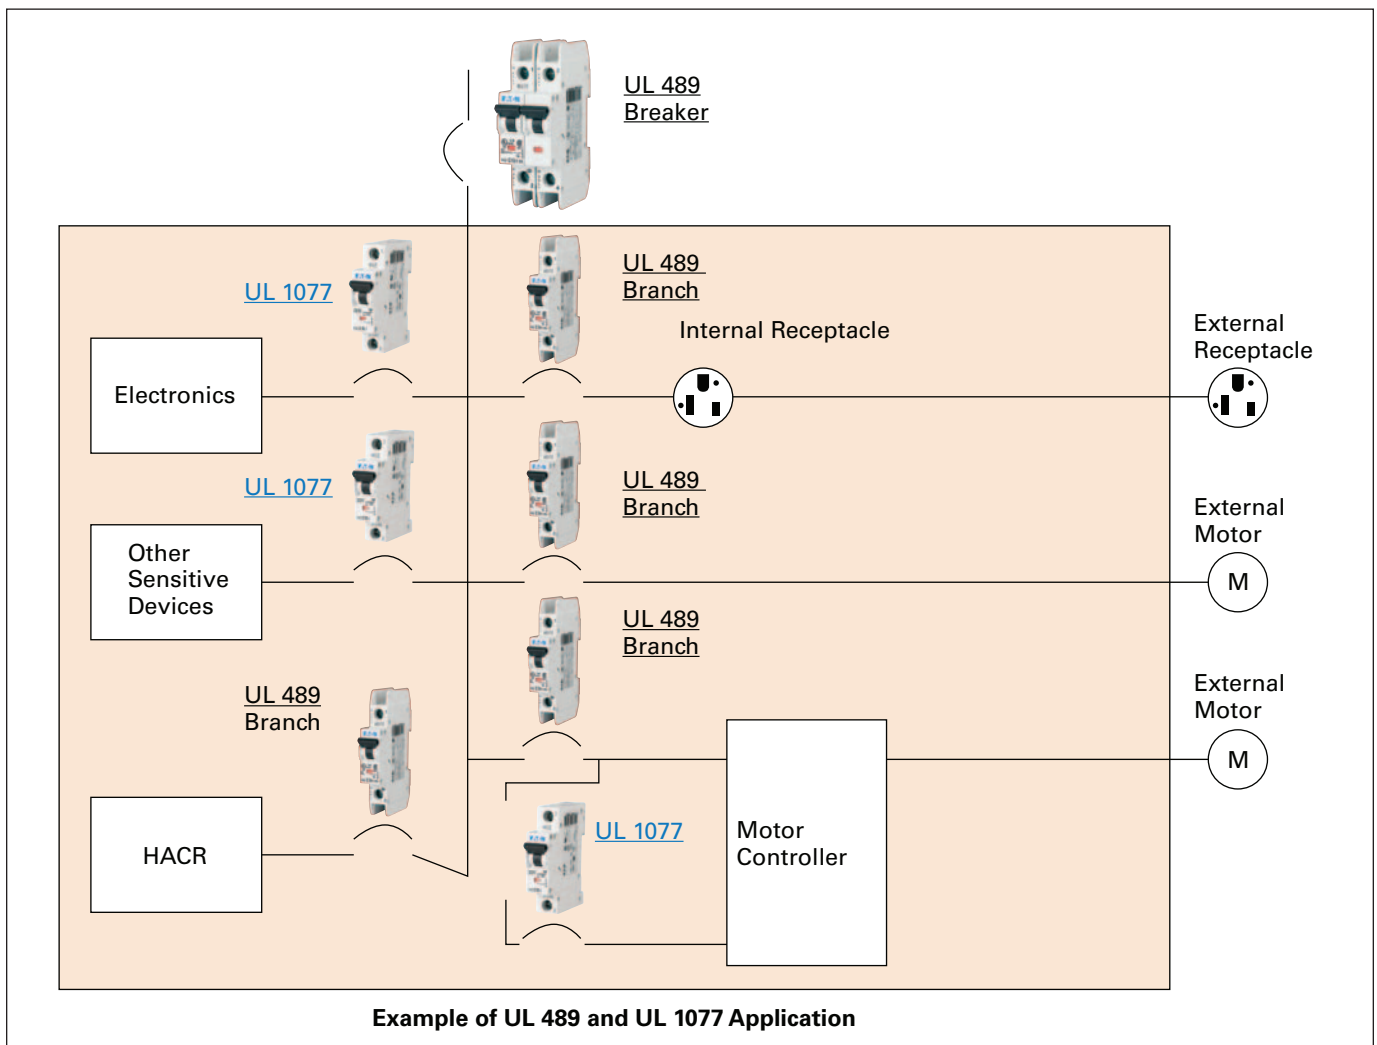 UL 489
Breaker
UL 1077
UL 489
Branch
Internal Receptacle
External
Receptacle
Electronics
UL 1077
UL 489
Branch
External
Motor
Other
Sensitive
Devices
M
UL 489
Branch
UL 489
Branch
External
Motor
M
UL 1077
Motor
Controller
HACR
Example of UL 489 and UL 1077 Application